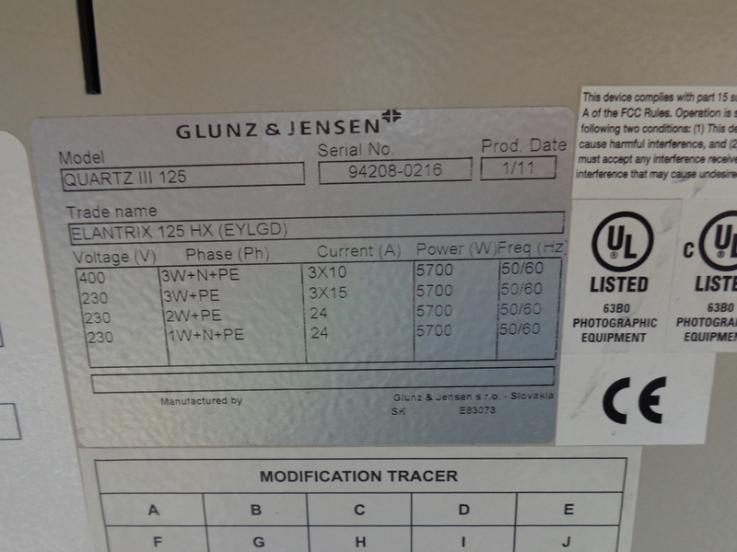 GLUNZ & JENSEN
Model
Serial No.
Prod. Date
QUARTZ III 125
94208-0216
1/11
Trade name
ELANTRIX 125 HX (EYLGD)
Voltage (V) Phase (Ph) Current (A) Power (W) Freq (Hz)
400 3W+N+PE 3X10 5700 50/60
230 3W+PE 3X15 5700 50/60
230 2W+PE 24 5700 50/60
230 1W+N+PE 24 5700 50/60
Manufactured by
Glunz & Jensen s.r.o. - Slovakia
SK E83073
This device complies with part 15
A of the FCC Rules. Operation is
following two conditions: (1) This
cause harmful interference, and (2
must accept any interference
interference that may cause
UL
LISTED
63B0
PHOTOGRAPHIC
EQUIPMENT
C UL
63B0
CE
MODIFICATION TRACER
A B C D E
F G H I J